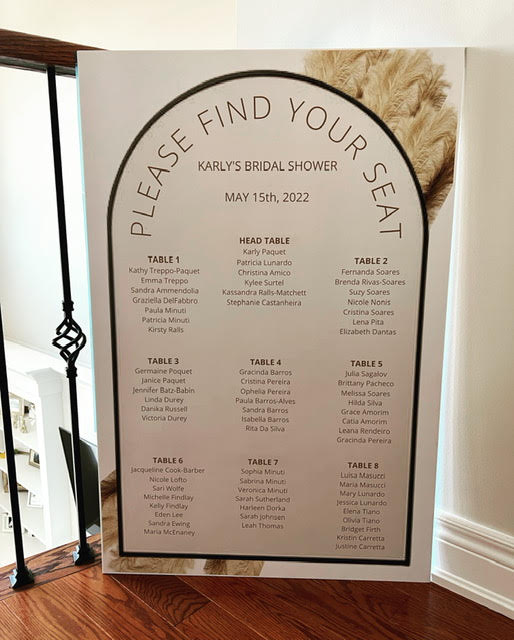 PLEASE FIND YOUR SEAT
KARLY'S BRIDAL SHOWER
MAY 15th, 2022
HEAD TABLE
Karly Paquet
Patricia Lunardo
Christina Amico
Kylee Surtel
Kassandra Ralls-Matchett
Stephanie Castanheira
TABLE 1
Kathy Treppo-Paquet
Emma Treppo
Sandra Ammendolia
Graziella DelFabbro
Paula Minuti
Patricia Minuti
Kirsty Ralls
TABLE 2
Fernanda Soares
Brenda Rivas-Soares
Suzy Soares
Nicole Nonis
Cristina Soares
Lena Pita
Elizabeth Dantas
TABLE 3
Germaine Poquet
Janice Paquet
Jennifer Batz-Babin
Linda Durey
Danika Russell
Victoria Durey
TABLE 4
Gracinda Barros
Cristina Pereira
Ophelia Pereira
Paula Barros-Alves
Sandra Barros
Isabella Barros
Rita Da Silva
TABLE 5
Julia Sagalov
Brittany Pacheco
Melissa Soares
Hilda Silva
Grace Amorim
Catia Amorim
Leana Rendeiro
Gracinda Pereira
TABLE 6
Jacqueline Cook-Barber
Nicole Lofto
Sari Wolfe
Michelle Findlay
Kelly Findlay
Eden Lee
Sandra Ewing
Maria McEnaney
TABLE 7
Sophia Minuti
Sabrina Minuti
Veronica Minuti
Sarah Sutherland
Harleen Dorka
Sarah Johnsen
Leah Thomas
TABLE 8
Luisa Masucci
Maria Masucci
Mary Lunardo
Jessica Lunardo
Elena Tiano
Olivia Tiano
Bridget Firth
Kristin Carretta
Justine Carretta